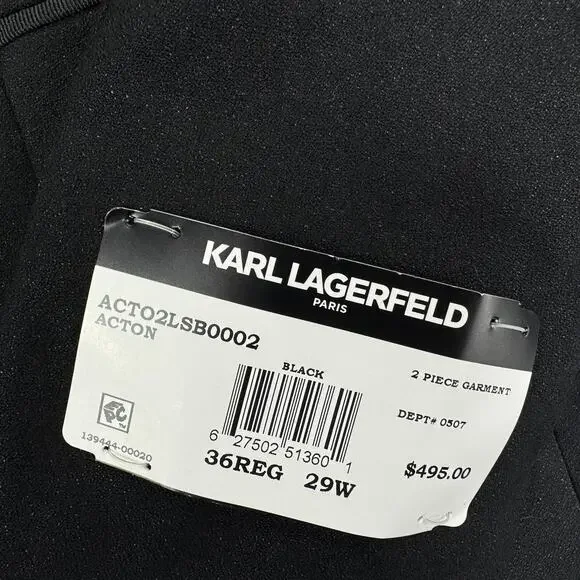 KARL LAGERFELD
PARIS
ACTO2LSB0002
ACTON
BLACK
2 PIECE GARMENT
DEPT# 0507
139444-00020
6 27502 51360 1
36REG 29W
$495.00